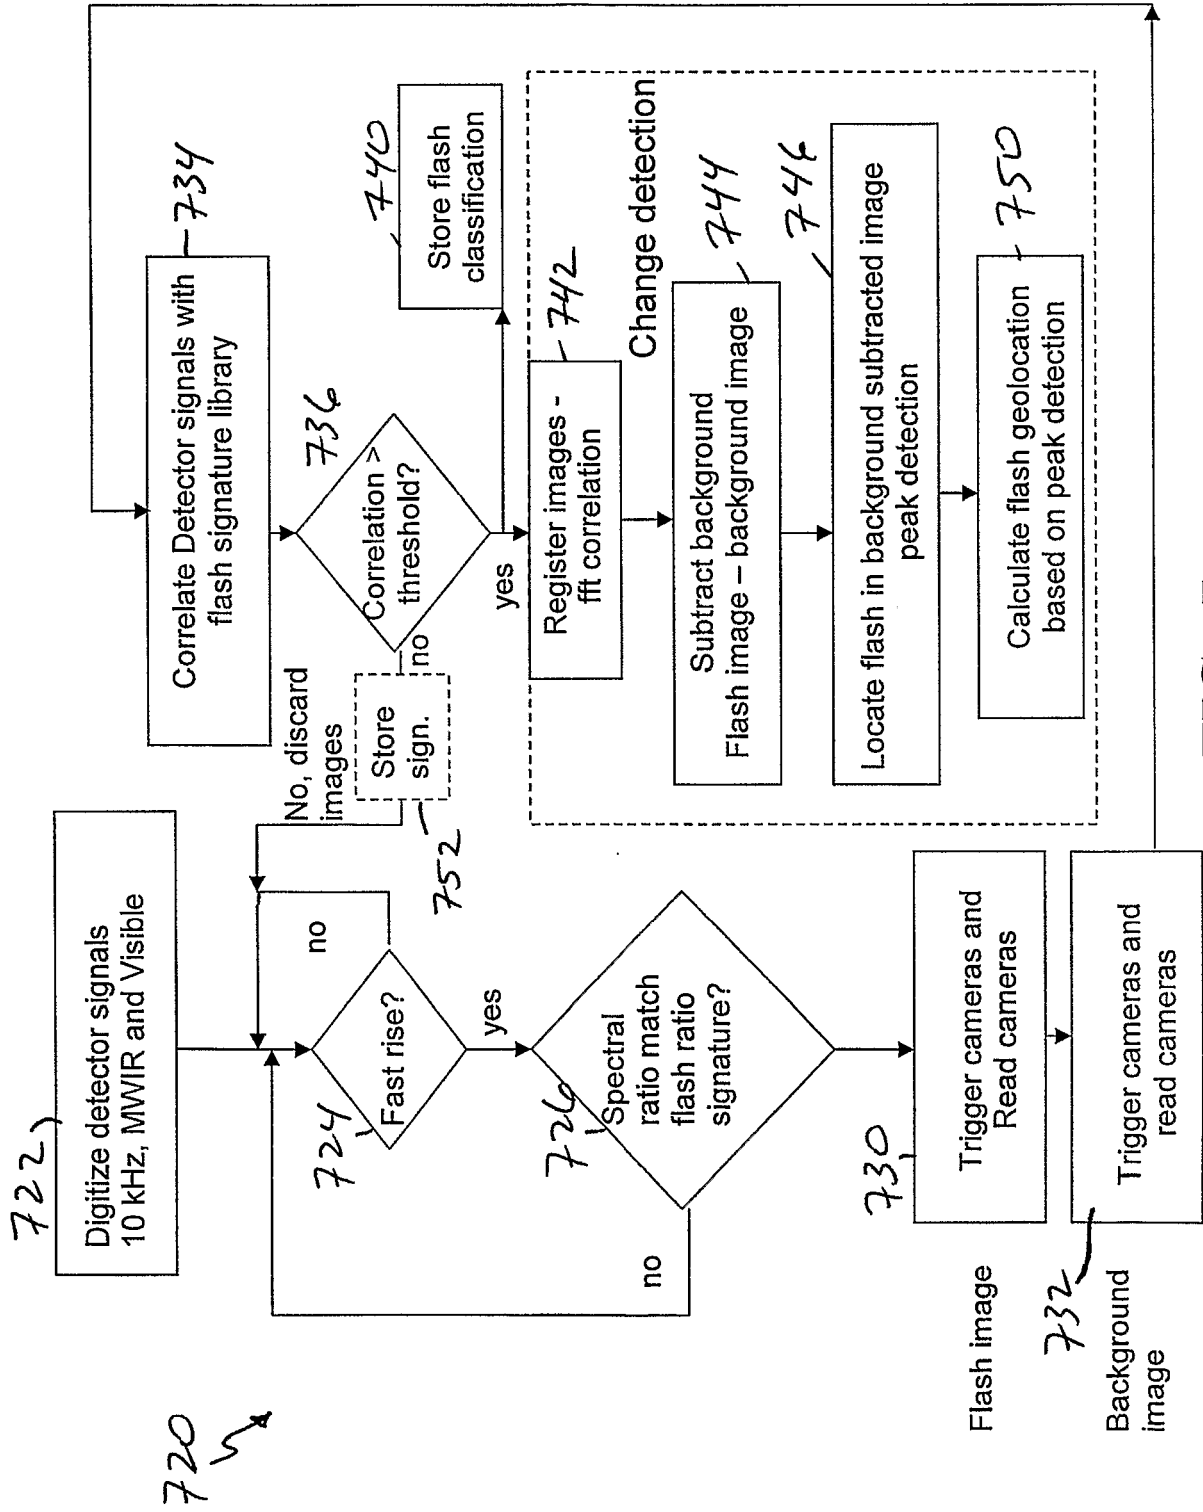 720
722
Digitize detector signals
10 kHz, MWIR and Visible
724
Fast rise?
no
yes
726
Spectral
ratio match
flash ratio
signature?
no
Flash image
730
Trigger cameras and
Read cameras
Background
image
732
Trigger cameras and
read cameras
Correlate Detector signals with
flash signature library
734
736
Correlation >
threshold?
no
Store
sign.
752
No, discard
images
yes
740
Store flash
classification
Change detection
Register images -
fft correlation
742
Subtract background
Flash image – background image
744
Locate flash in background subtracted image
peak detection
746
Calculate flash geolocation
based on peak detection
750